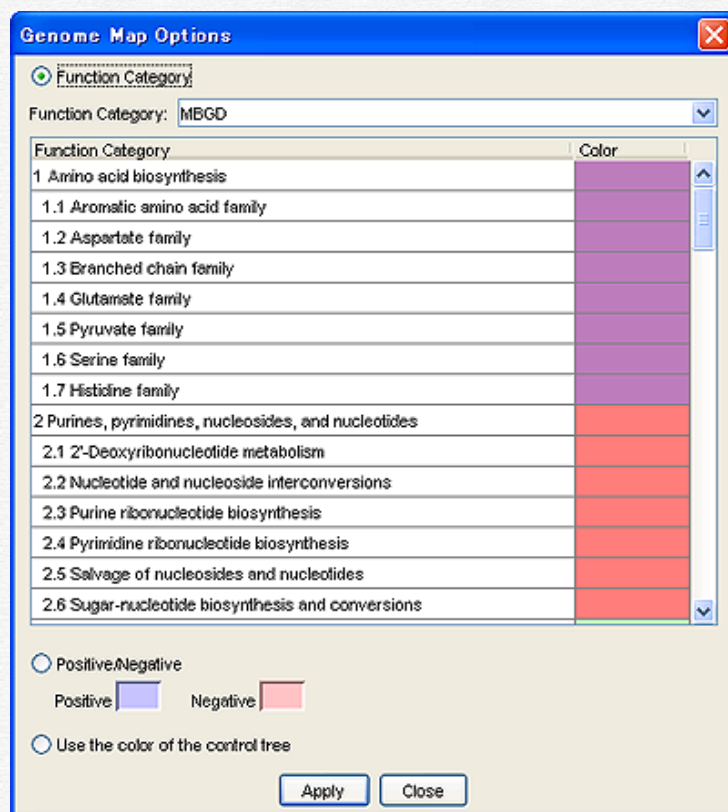 Genome Map Options
Function Category
Function Category: MBGD
Function Category Color
1 Amino acid biosynthesis
1.1 Aromatic amino acid family
1.2 Aspartate family
1.3 Branched chain family
1.4 Glutamate family
1.5 Pyruvate family
1.6 Serine family
1.7 Histidine family
2 Purines, pyrimidines, nucleosides, and nucleotides
2.1 2'-Deoxyribonucleotide metabolism
2.2 Nucleotide and nucleoside interconversions
2.3 Purine ribonucleotide biosynthesis
2.4 Pyrimidine ribonucleotide biosynthesis
2.5 Salvage of nucleosides and nucleotides
2.6 Sugar-nucleotide biosynthesis and conversions
Positive/Negative
Positive Negative
Use the color of the control tree
Apply Close